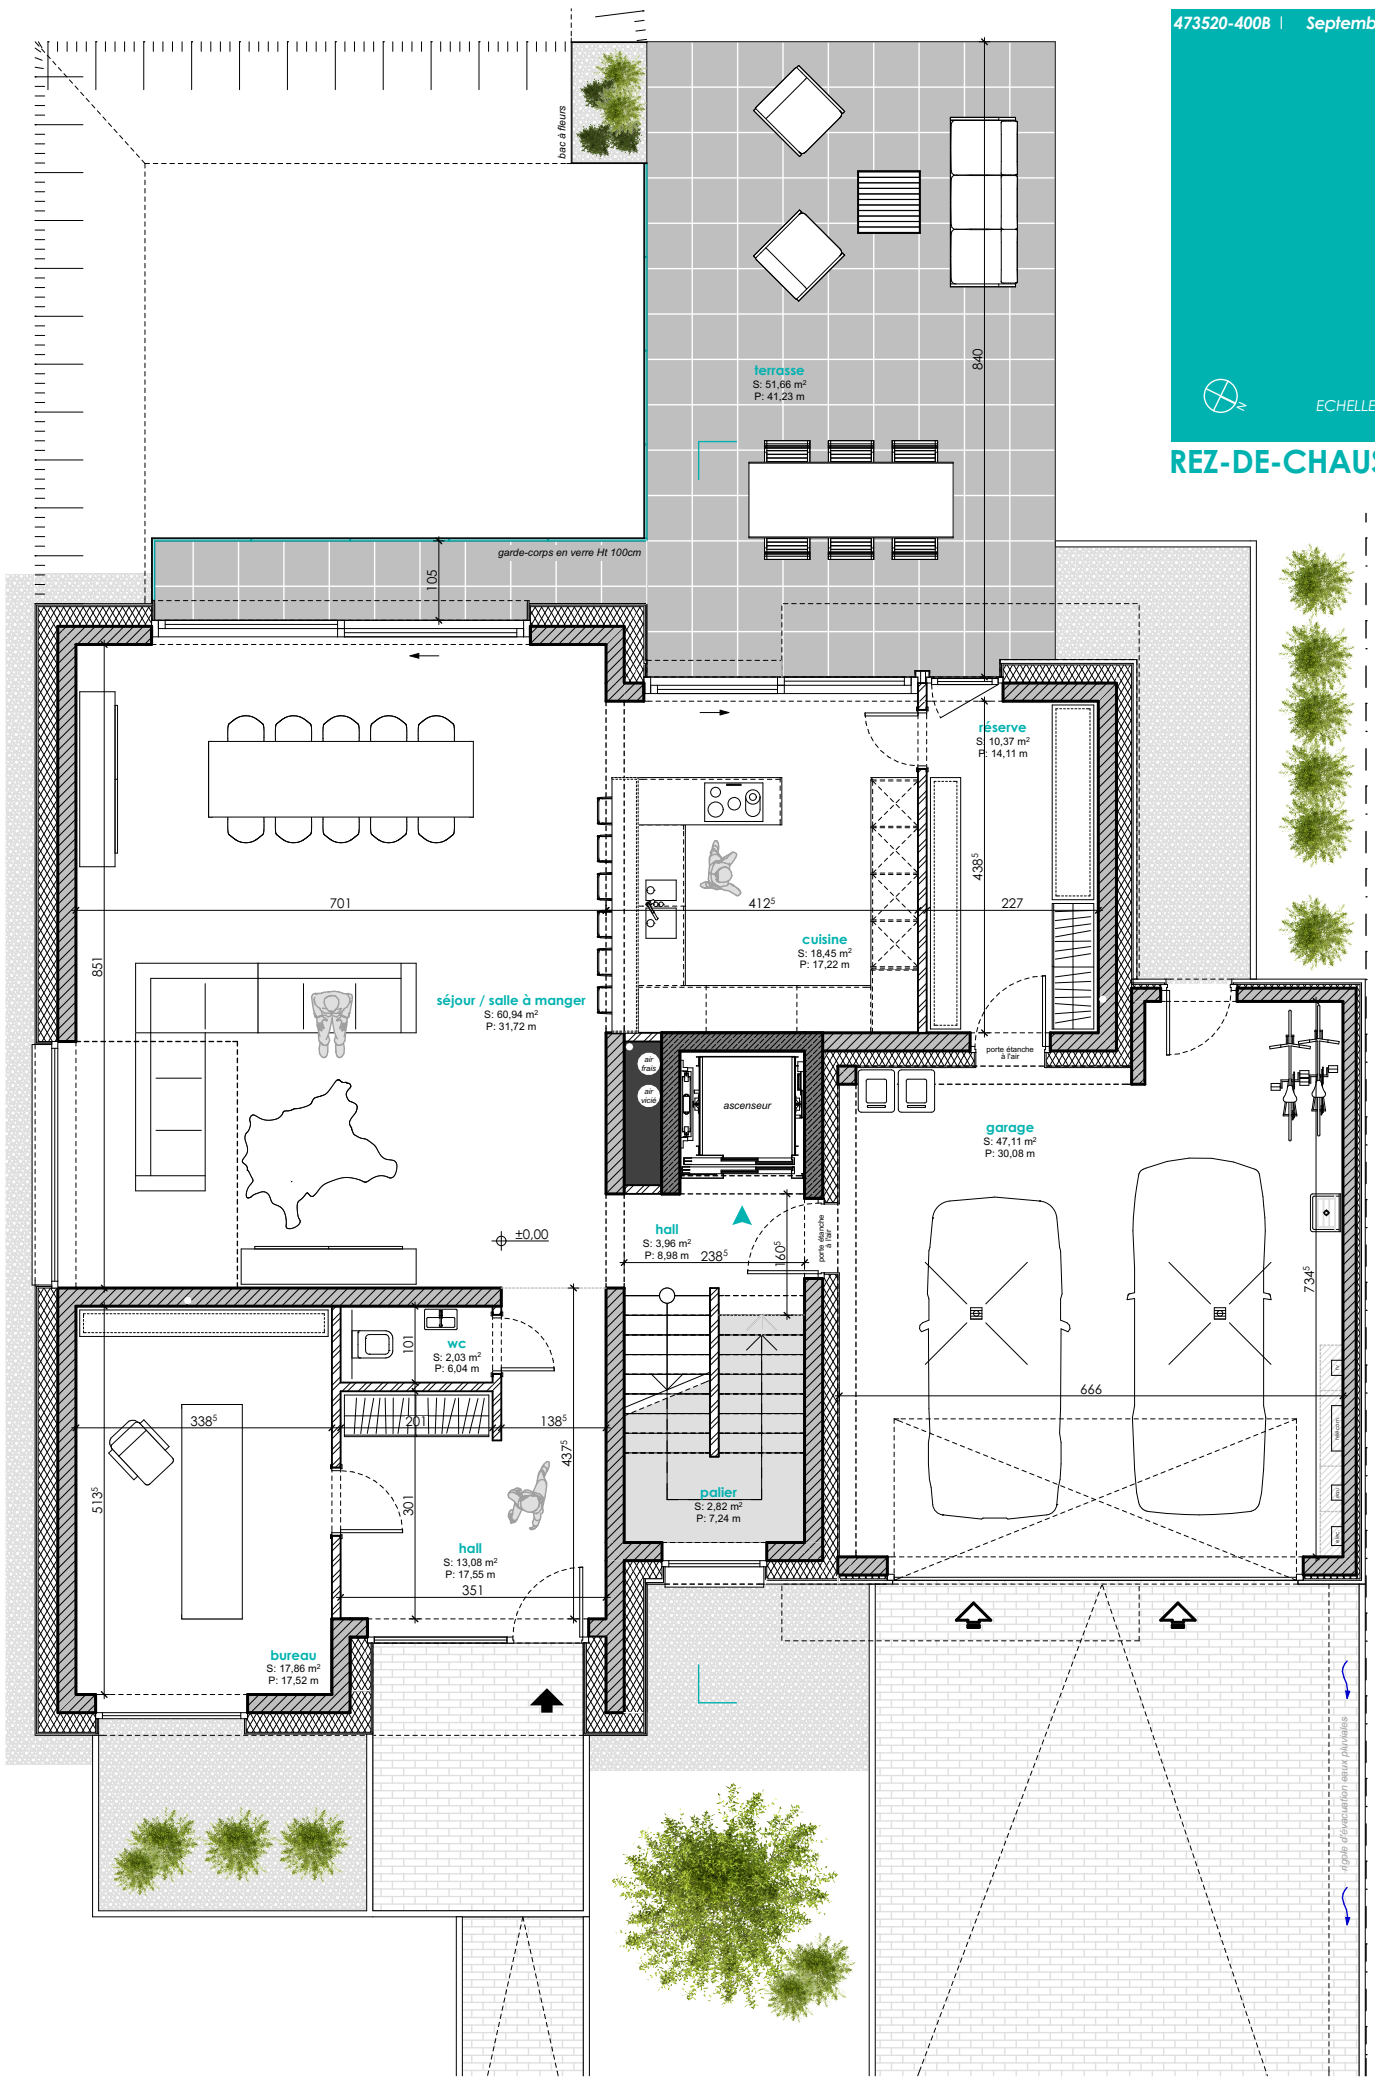 473520-400B | Septemb
ECHELLE
N
REZ-DE-CHAUS
bac à fleurs
840
terrasse
S: 51,66 m²
P: 41,23 m
garde-corps en verre Ht 100cm
105
réserve
S: 10,37 m²
P: 14,11 m
438⁵
701
412⁵
227
cuisine
S: 18,45 m²
P: 17,22 m
851
séjour / salle à manger
S: 60,94 m²
P: 31,72 m
air
frais
air
vicié
ascenseur
porte étanche
à l'air
garage
S: 47,11 m²
P: 30,08 m
±0,00
hall
S: 3,96 m²
P: 8,98 m
238⁵
160⁵
porte étanche
à l'air
734⁵
wc
S: 2,03 m²
P: 6,04 m
101
666
338⁵
201
138⁵
437⁵
513⁵
301
palier
S: 2,82 m²
P: 7,24 m
hall
S: 13,08 m²
P: 17,55 m
351
bureau
S: 17,86 m²
P: 17,52 m
rigole d'évacuation eaux pluviales